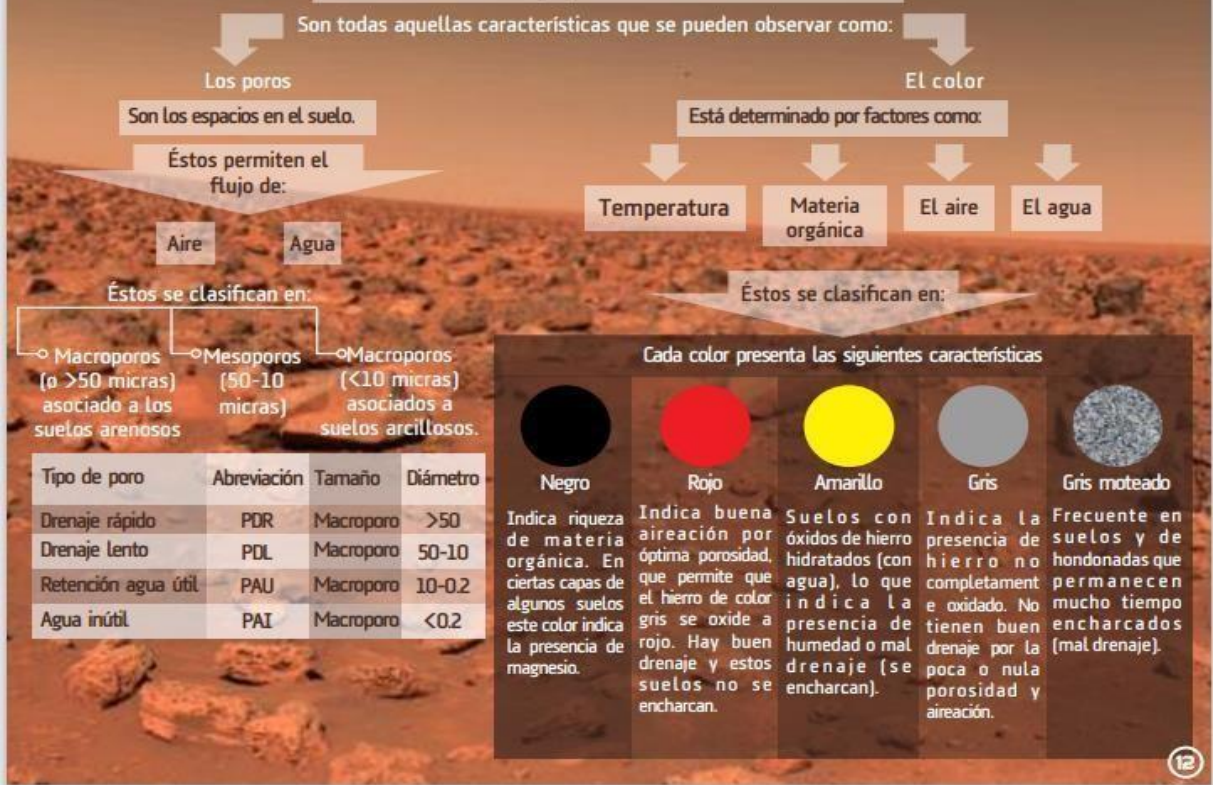 Son todas aquellas características que se pueden observar como:
Los poros
Son los espacios en el suelo.
Éstos permiten el
flujo de:
Aire
Agua
Éstos se clasifican en:
Macroporos
(ø >50 micras)
asociado a los
suelos arenosos
Mesoporos
(50-10
micras)
Macroporos
(<10 micras)
asociados a
suelos arcillosos.
Tipo de poro Abreviación Tamaño Diámetro
Drenaje rápido PDR Macroporo >50
Drenaje lento PDL Macroporo 50-10
Retención agua útil PAU Macroporo 10-0.2
Agua inútil PAI Macroporo <0.2
El color
Está determinado por factores como:
Temperatura
Materia
orgánica
El aire
El agua
Éstos se clasifican en:
Cada color presenta las siguientes características
Negro
Indica riqueza
de materia
orgánica. En
ciertas capas de
algunos suelos
este color indica
la presencia de
magnesio.
Rojo
Indica buena
aireación por
óptima porosidad,
que permite que
el hierro de color
gris se oxide a
rojo. Hay buen
drenaje y estos
suelos no se
encharcan.
Amarillo
Suelos con
óxidos de hierro
hidratados (con
agua), lo que
indica la
presencia de
humedad o mal
drenaje (se
encharcan).
Gris
Indica la
presencia de
hierro no
completament
e oxidado. No
tienen buen
drenaje por la
poca o nula
porosidad y
aireación.
Gris moteado
Frecuente en
suelos y de
hondonadas que
permanecen
mucho tiempo
encharcados
(mal drenaje).
12